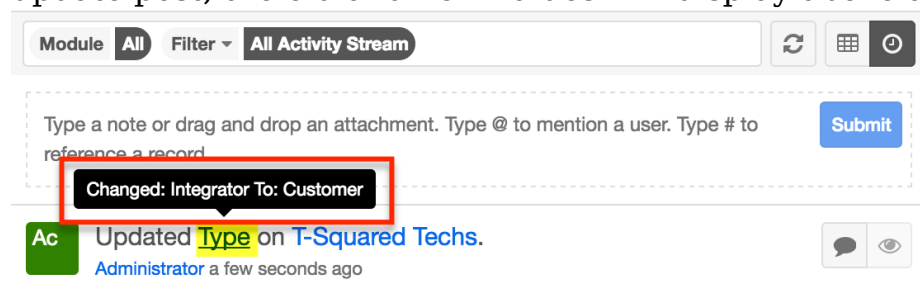 Module All Filter All Activity Stream
Type a note or drag and drop an attachment. Type @ to mention a user. Type # to
Submit
reference a record
Changed: Integrator To: Customer
Ac Updated Type on T-Squared Techs.
Administrator a few seconds ago